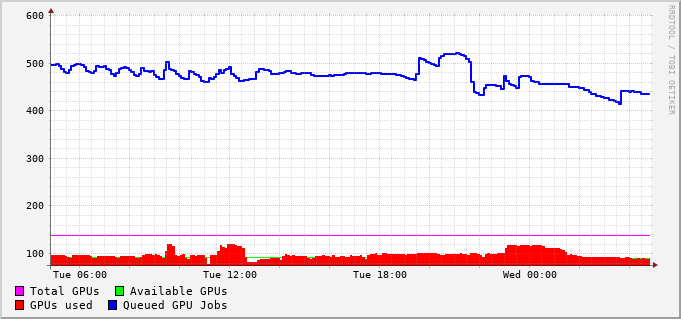 600
500
400
300
200
100
Tue 06:00 Tue 12:00 Tue 18:00 Wed 00:00
Total GPUs Available GPUs
GPUs used Queued GPU Jobs
RRDTOOL / TOBI OETIKER